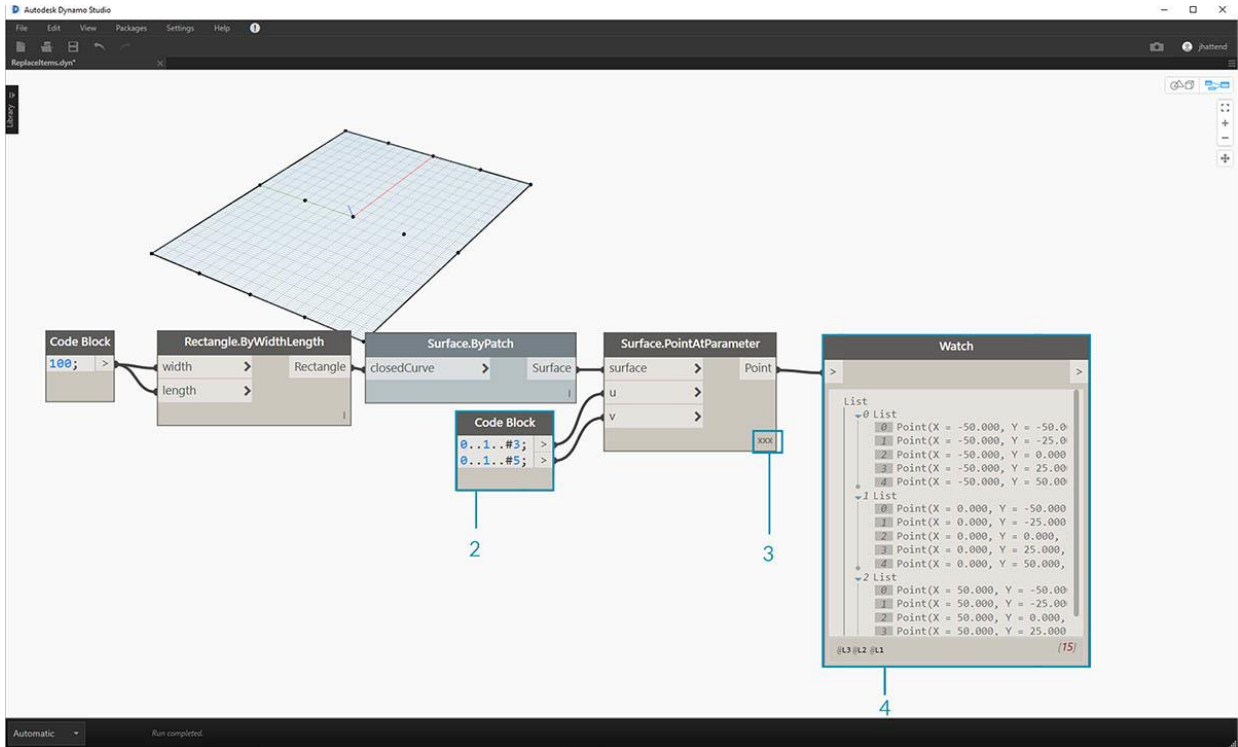 Autodesk Dynamo Studio
File Edit View Packages Settings Help !
jhattend
ReplaceItems.dyn*
Library
Code Block
100; >
Rectangle.ByWidthLength
width > Rectangle
length >
Surface.ByPatch
closedCurve > Surface
Surface.PointAtParameter
surface > Point
u >
v >
xxx
Code Block
0..1..#3; >
0..1..#5; >
Watch
> >
List
0 List
0 Point(X = -50.000, Y = -50.0
1 Point(X = -50.000, Y = -25.0
2 Point(X = -50.000, Y = 0.000
3 Point(X = -50.000, Y = 25.00
4 Point(X = -50.000, Y = 50.00
1 List
0 Point(X = 0.000, Y = -50.000
1 Point(X = 0.000, Y = -25.000
2 Point(X = 0.000, Y = 0.000,
3 Point(X = 0.000, Y = 25.000,
4 Point(X = 0.000, Y = 50.000,
2 List
0 Point(X = 50.000, Y = -50.00
1 Point(X = 50.000, Y = -25.00
2 Point(X = 50.000, Y = 0.000,
3 Point(X = 50.000, Y = 25.000
@L3 @L2 @L1 {15}
2
3
4
Automatic Run completed.